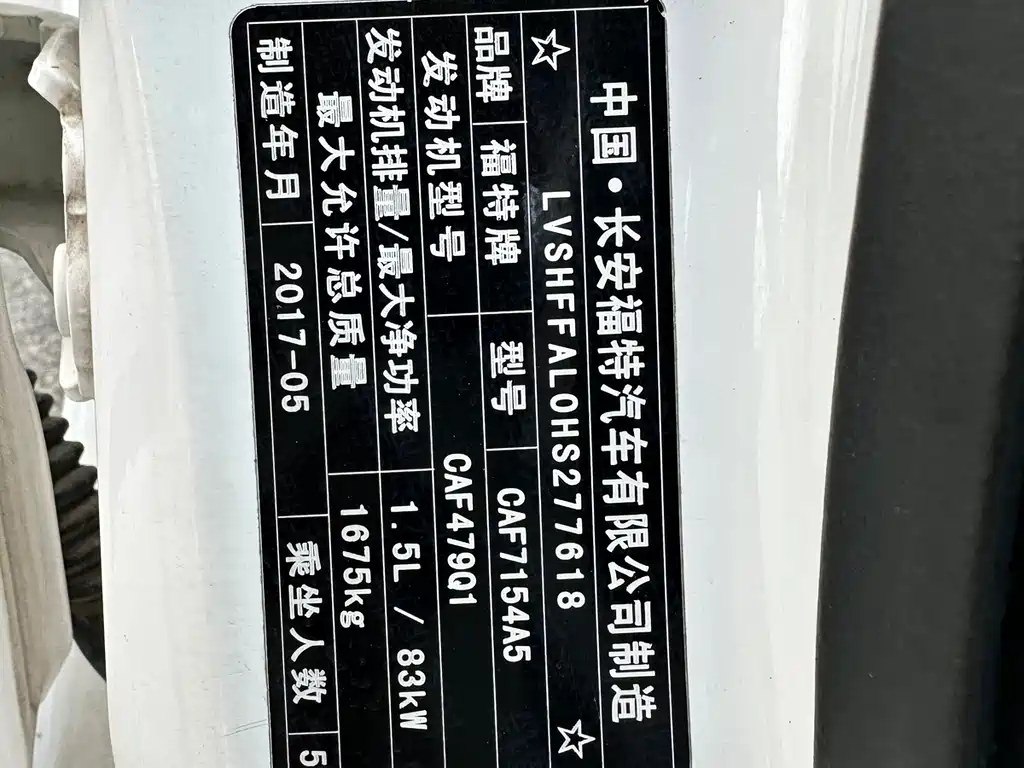 中国·长安福特汽车有限公司制造
☆ LVSHFFAL0HS277618 ☆
品牌 福特牌 型号 CAF7154A5
发动机型号 CAF479Q1
发动机排量/最大净功率 1.5L / 83kW
最大允许总质量 1675kg
制造年月 2017-05 乘坐人数 5